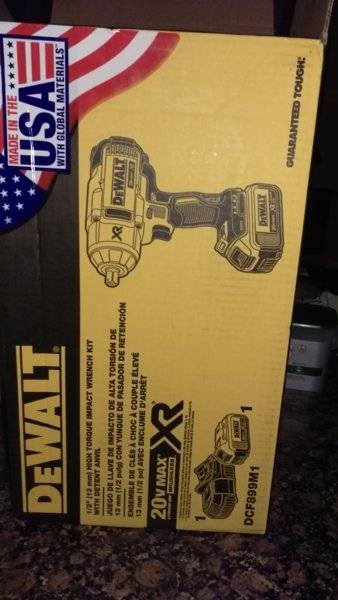 MADE IN THE
USA
WITH GLOBAL MATERIALS
GUARANTEED TOUGH.
DEWALT
XR
DEWALT
DEWALT
1/2" (13 mm) HIGH TORQUE IMPACT WRENCH KIT
WITH DETENT ANVIL
JUEGO DE LLAVE DE IMPACTO DE ALTA TORSIÓN DE
13 mm (1/2 pulg) CON YUNQUE DE PASADOR DE RETENCIÓN
ENSEMBLE DE CLÉS À CHOC À COUPLE ÉLEVÉ
13 mm (1/2 po) AVEC ENCLUME D'ARRÊT
20V MAX* XR
BRUSHLESS
1
1
DCF899M1